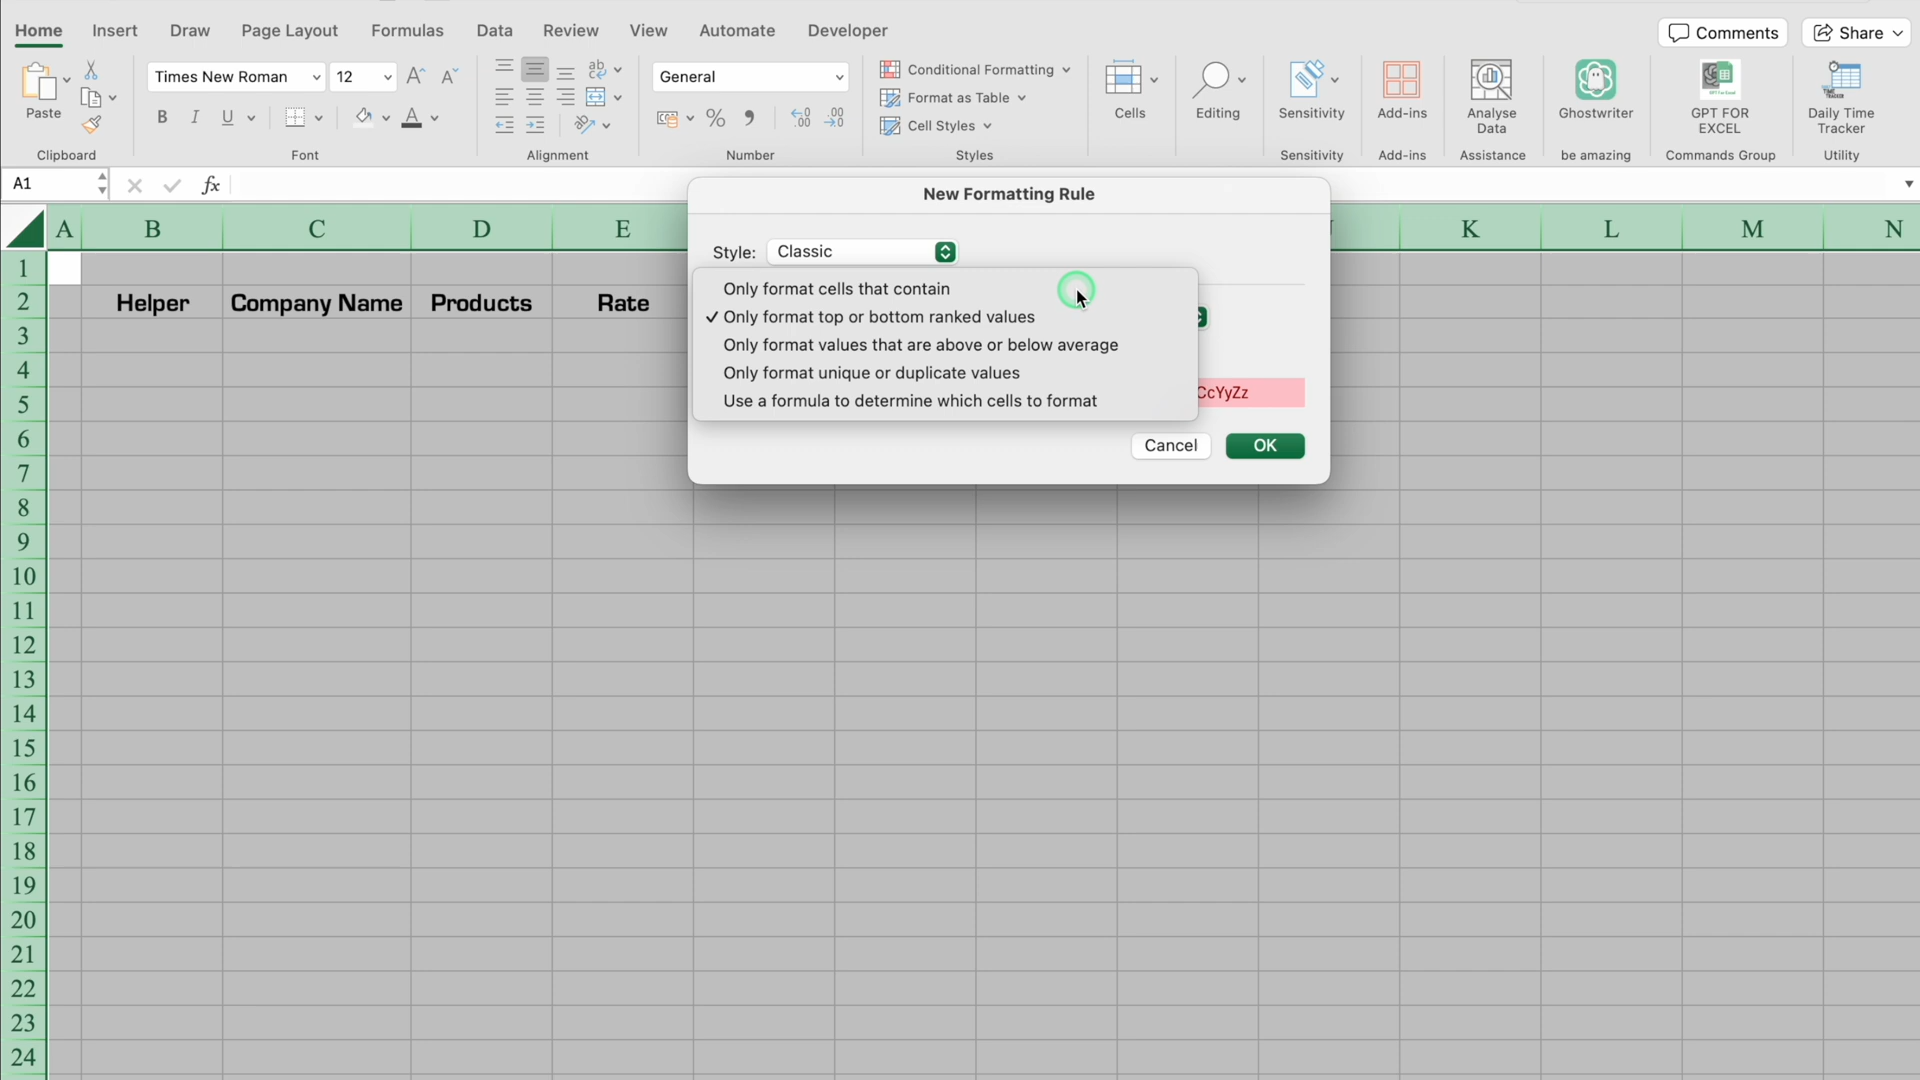 Home Insert Draw Page Layout Formulas Data Review View Automate Developer Comments Share
Times New Roman 12 General Conditional Formatting
Format as Table
Cell Styles
Paste Cells Editing Sensitivity Add-ins Analyse Data Ghostwriter GPT FOR EXCEL Daily Time Tracker
B I U A % ab fx
Clipboard Font Alignment Number Styles Sensitivity Add-ins Assistance be amazing Commands Group Utility
A1 fx
New Formatting Rule
A B C D E K L M N
Style: Classic
Only format cells that contain
✓ Only format top or bottom ranked values
Only format values that are above or below average
Only format unique or duplicate values
Use a formula to determine which cells to format
CcYyZz
Cancel OK
1
2 Helper Company Name Products Rate
3
4
5
6
7
8
9
10
11
12
13
14
15
16
17
18
19
20
21
22
23
24